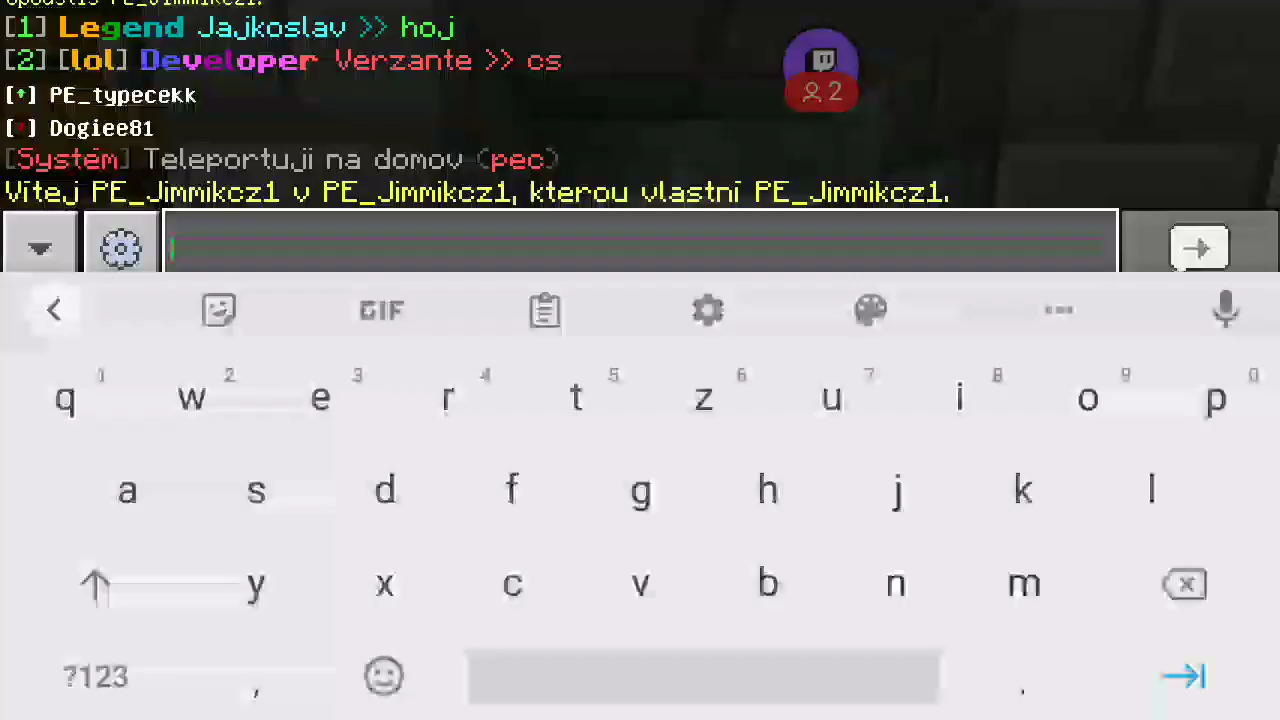 [1] Legend Jajkoslav >> hoj
[2] [lol] Developer Verzante >> cs
[+] PE_typecekk
[-] Dogiee81
[Systém] Teleportuji na domov (pec)
Vítej PE_Jimmikcz1 v PE_Jimmikcz1, kterou vlastní PE_Jimmikcz1.
2
GIF
1 2 3 4 5 6 7 8 9 0
q w e r t z u i o p
a s d f g h j k l
y x c v b n m
?123 , .